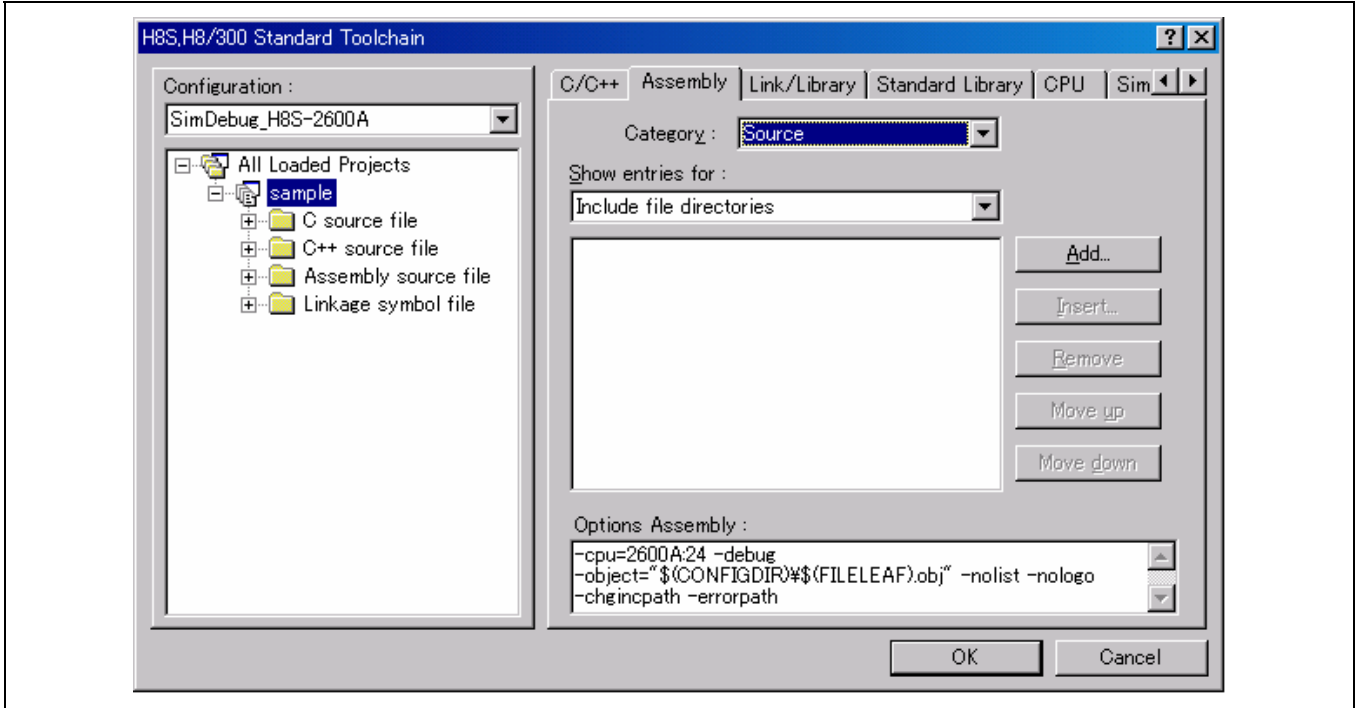 H8S,H8/300 Standard Toolchain
Configuration :
SimDebug_H8S-2600A
All Loaded Projects
sample
C source file
C++ source file
Assembly source file
Linkage symbol file
C/C++ Assembly Link/Library Standard Library CPU Sim
Category : Source
Show entries for :
Include file directories
Add...
Insert...
Remove
Move up
Move down
Options Assembly :
-cpu=2600A:24 -debug
-object="$(CONFIGDIR)¥$(FILELEAF).obj" -nolist -nologo
-chgincpath -errorpath
OK Cancel